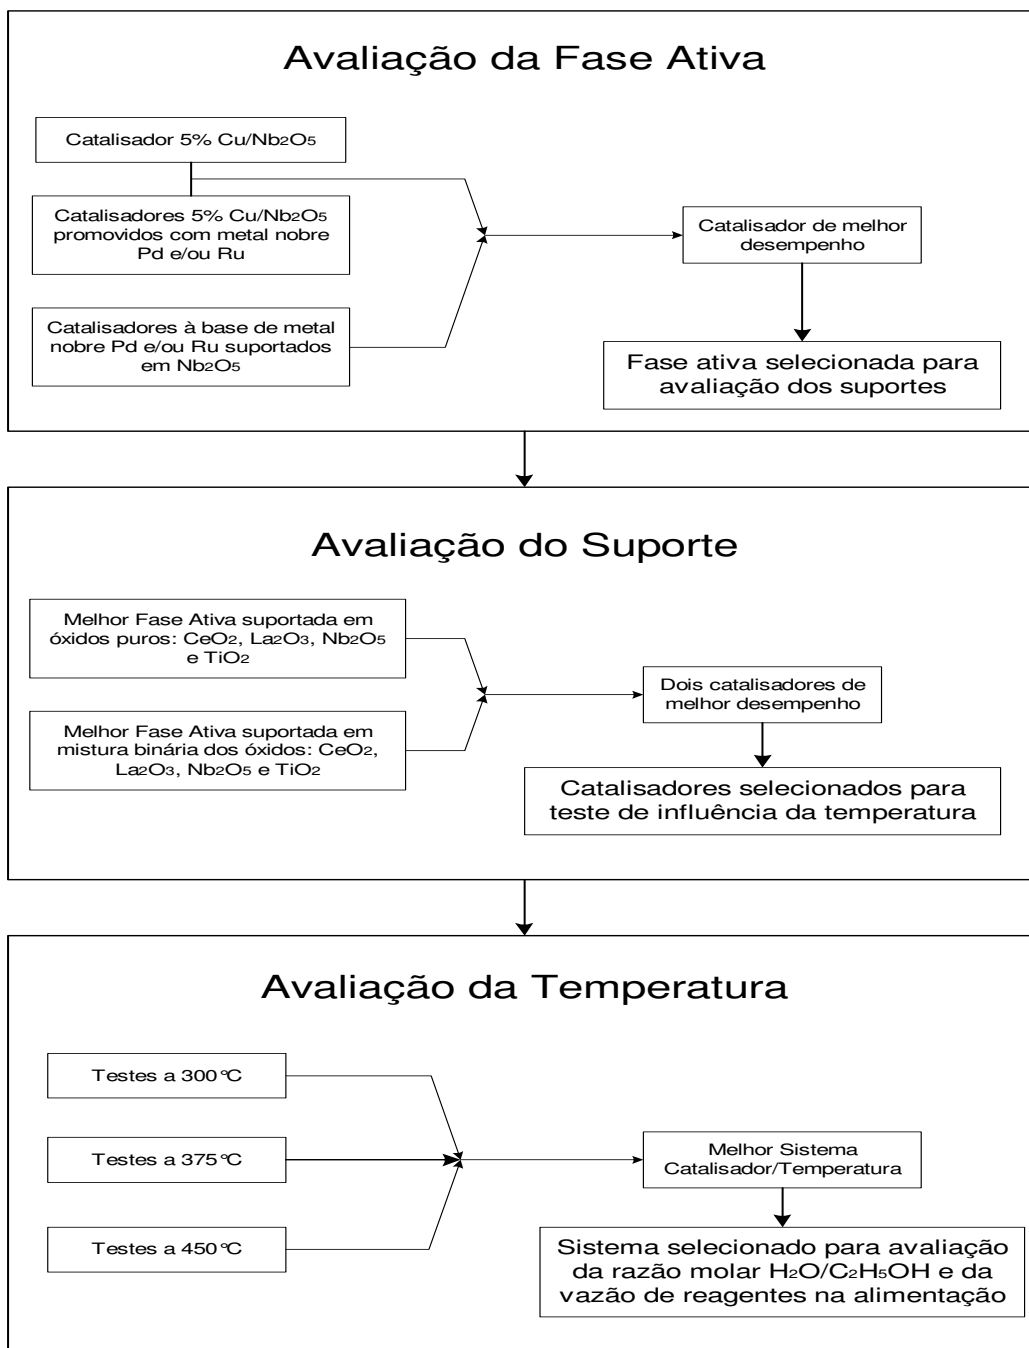 Avaliação da Fase Ativa
Catalisador 5% Cu/Nb₂O₅
Catalisadores 5% Cu/Nb₂O₅
promovidos com metal nobre
Pd e/ou Ru
Catalisadores à base de metal
nobre Pd e/ou Ru suportados
em Nb₂O₅
Catalisador de melhor
desempenho
Fase ativa selecionada para
avaliação dos suportes
Avaliação do Suporte
Melhor Fase Ativa suportada em
óxidos puros: CeO₂, La₂O₃, Nb₂O₅
e TiO₂
Melhor Fase Ativa suportada em
mistura binária dos óxidos: CeO₂,
La₂O₃, Nb₂O₅ e TiO₂
Dois catalisadores de
melhor desempenho
Catalisadores selecionados para
teste de influência da temperatura
Avaliação da Temperatura
Testes a 300°C
Testes a 375°C
Testes a 450°C
Melhor Sistema
Catalisador/Temperatura
Sistema selecionado para avaliação
da razão molar H₂O/C₂H₅OH e da
vazão de reagentes na alimentação